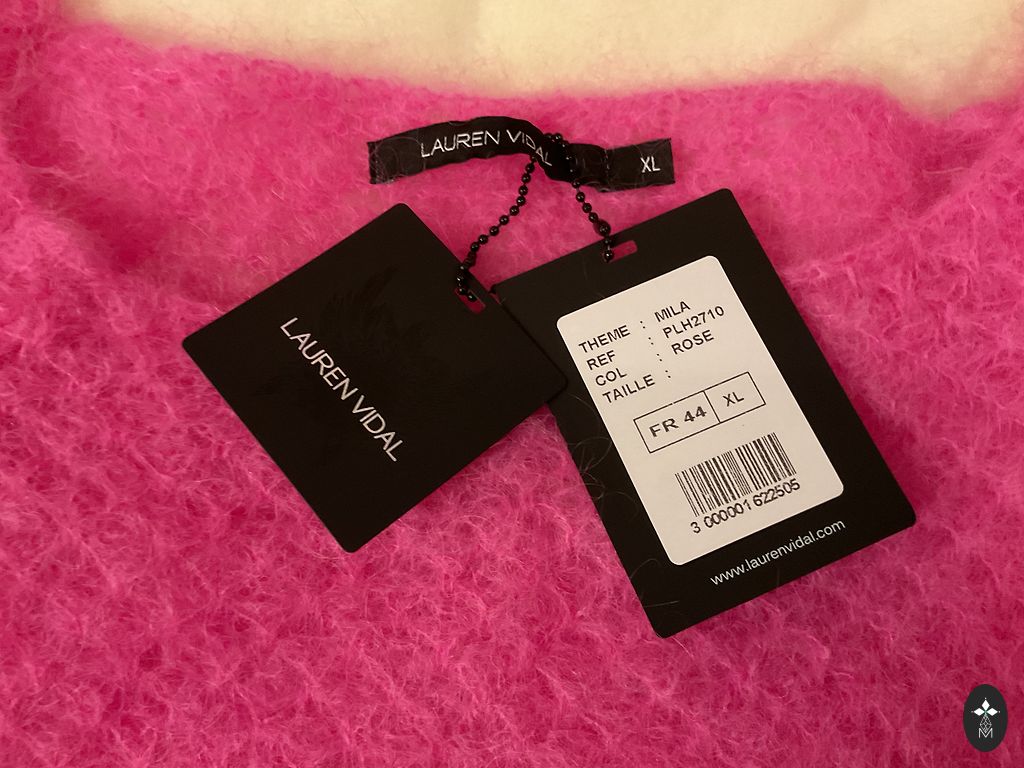 LAUREN VIDAL
XL
LAUREN VIDAL
THEME : MILA
REF : PLH2710
COL : ROSE
TAILLE :
FR 44 XL
3 000001 622505
www.laurenvidal.com
M